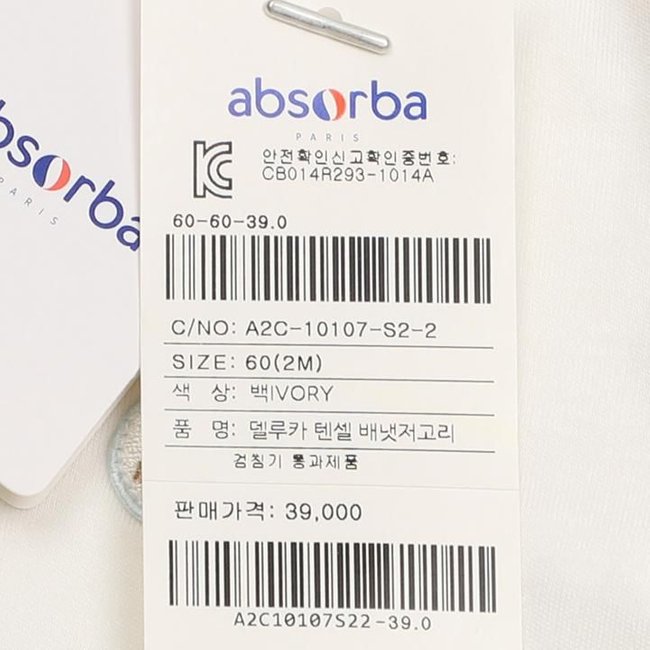 absorba
PARIS
absorba
PARIS
안전확인신고확인증번호:
CB014R293-1014A
60-60-39.0
C/NO: A2C-10107-S2-2
SIZE: 60(2M)
색 상: 백IVORY
품 명: 델루카 텐셀 배냇저고리
검침기 통과제품
판매가격: 39,000
A2C10107S22-39.0